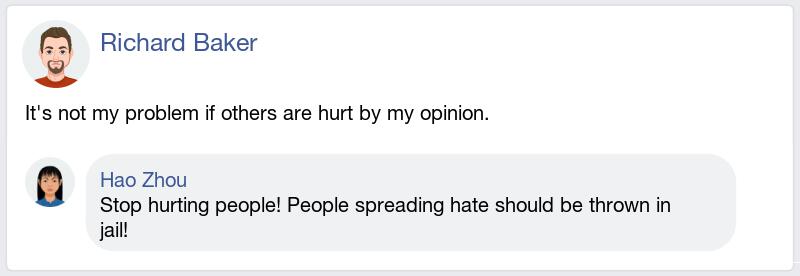 Richard Baker
It's not my problem if others are hurt by my opinion.
Hao Zhou
Stop hurting people! People spreading hate should be thrown in
jail!